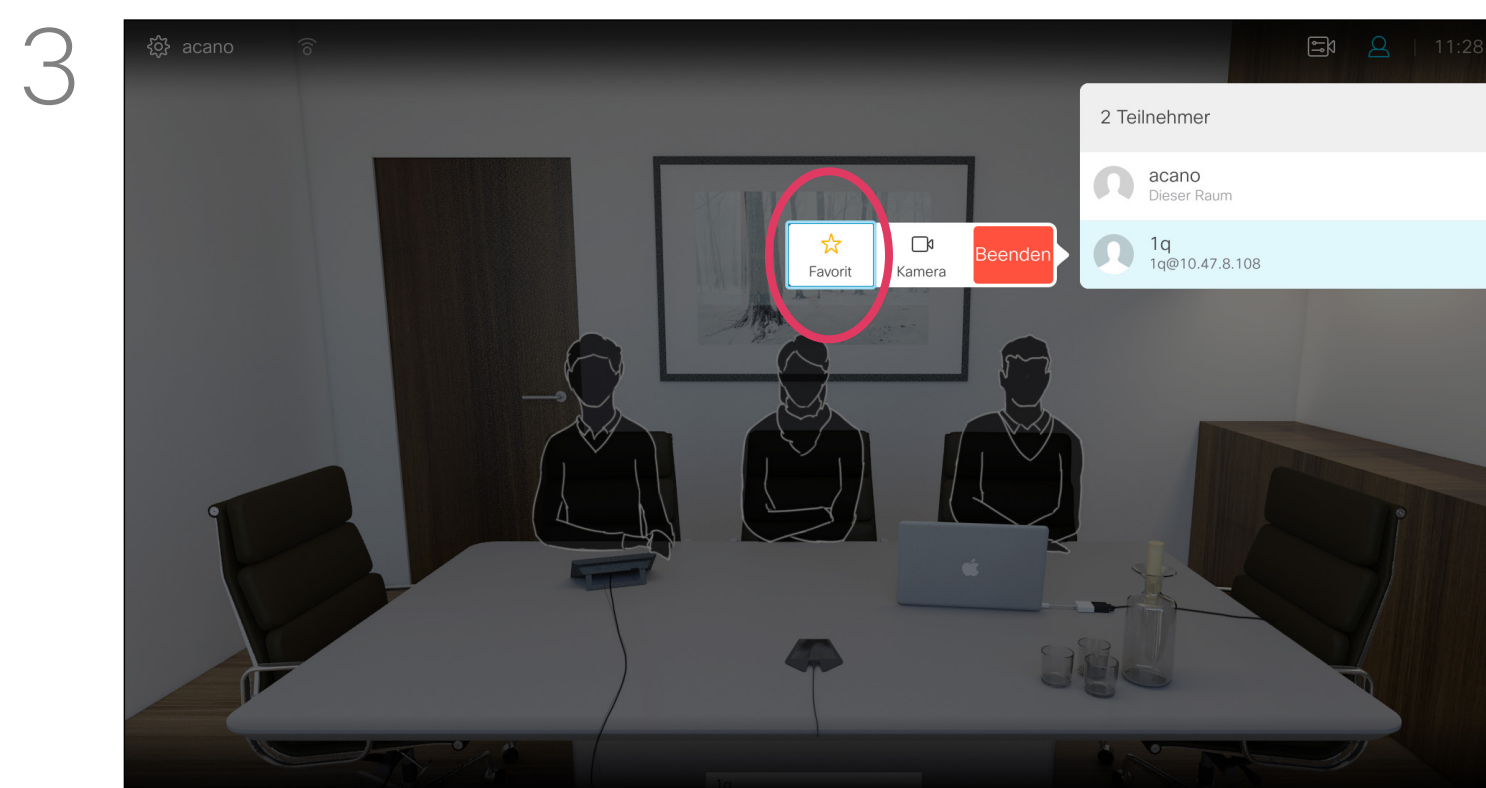 3
acano
11:28
2 Teilnehmer
acano
Dieser Raum
1q
1q@10.47.8.108
Favorit
Kamera
Beenden